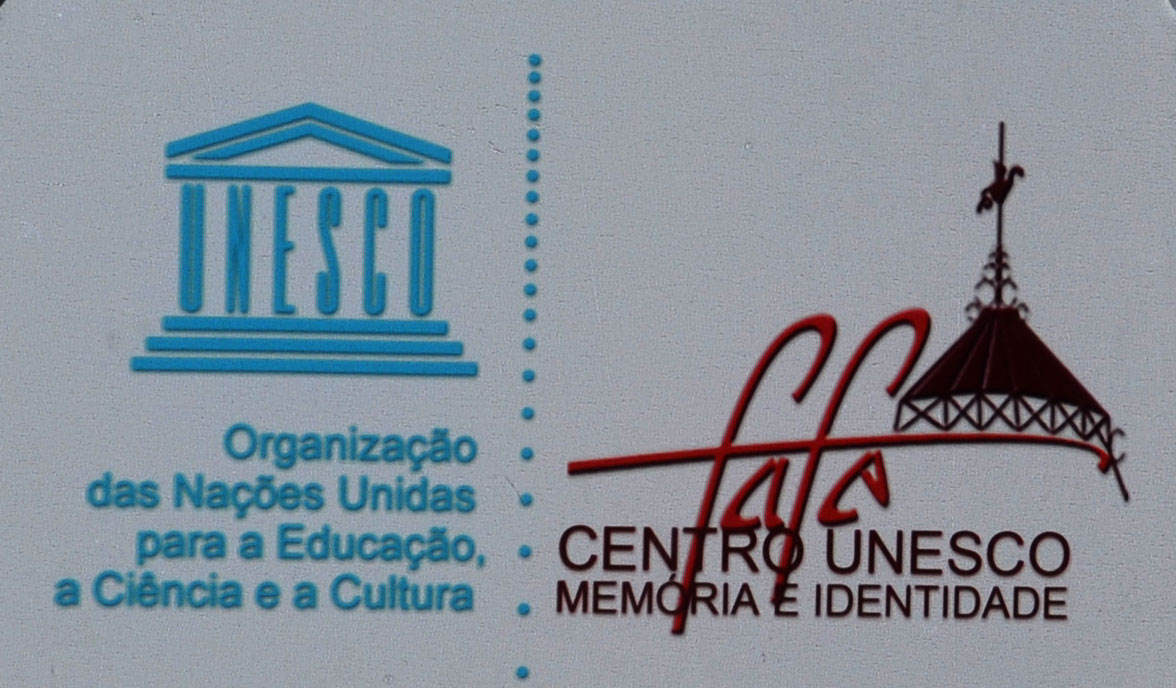 UNESCO
Organização
das Nações Unidas
para a Educação,
a Ciência e a Cultura
fafe
CENTRO UNESCO
MEMÓRIA E IDENTIDADE